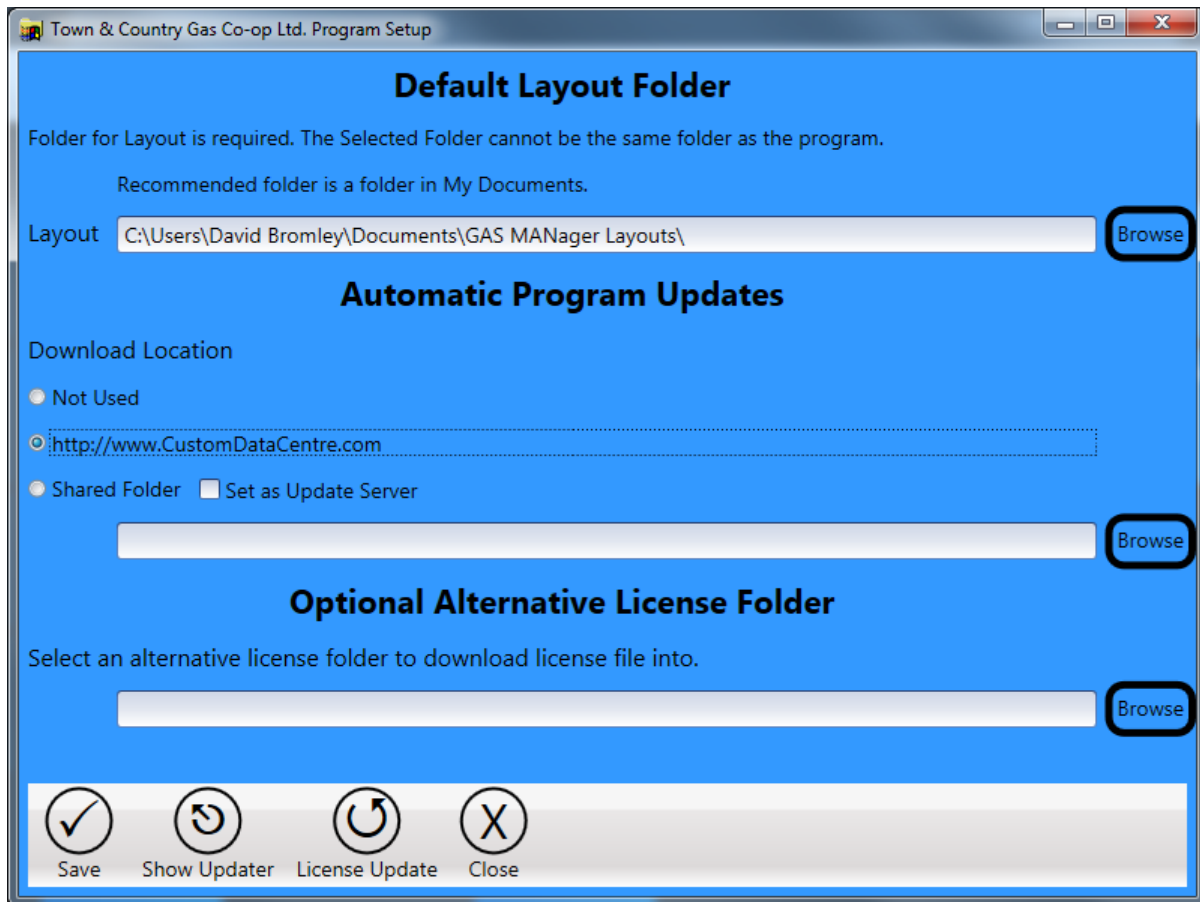 Town & Country Gas Co-op Ltd. Program Setup
Default Layout Folder
Folder for Layout is required. The Selected Folder cannot be the same folder as the program.
Recommended folder is a folder in My Documents.
Layout C:\Users\David Bromley\Documents\GAS MANager Layouts\ Browse
Automatic Program Updates
Download Location
Not Used
http://www.CustomDataCentre.com
Shared Folder Set as Update Server
Browse
Optional Alternative License Folder
Select an alternative license folder to download license file into.
Browse
Save Show Updater License Update Close